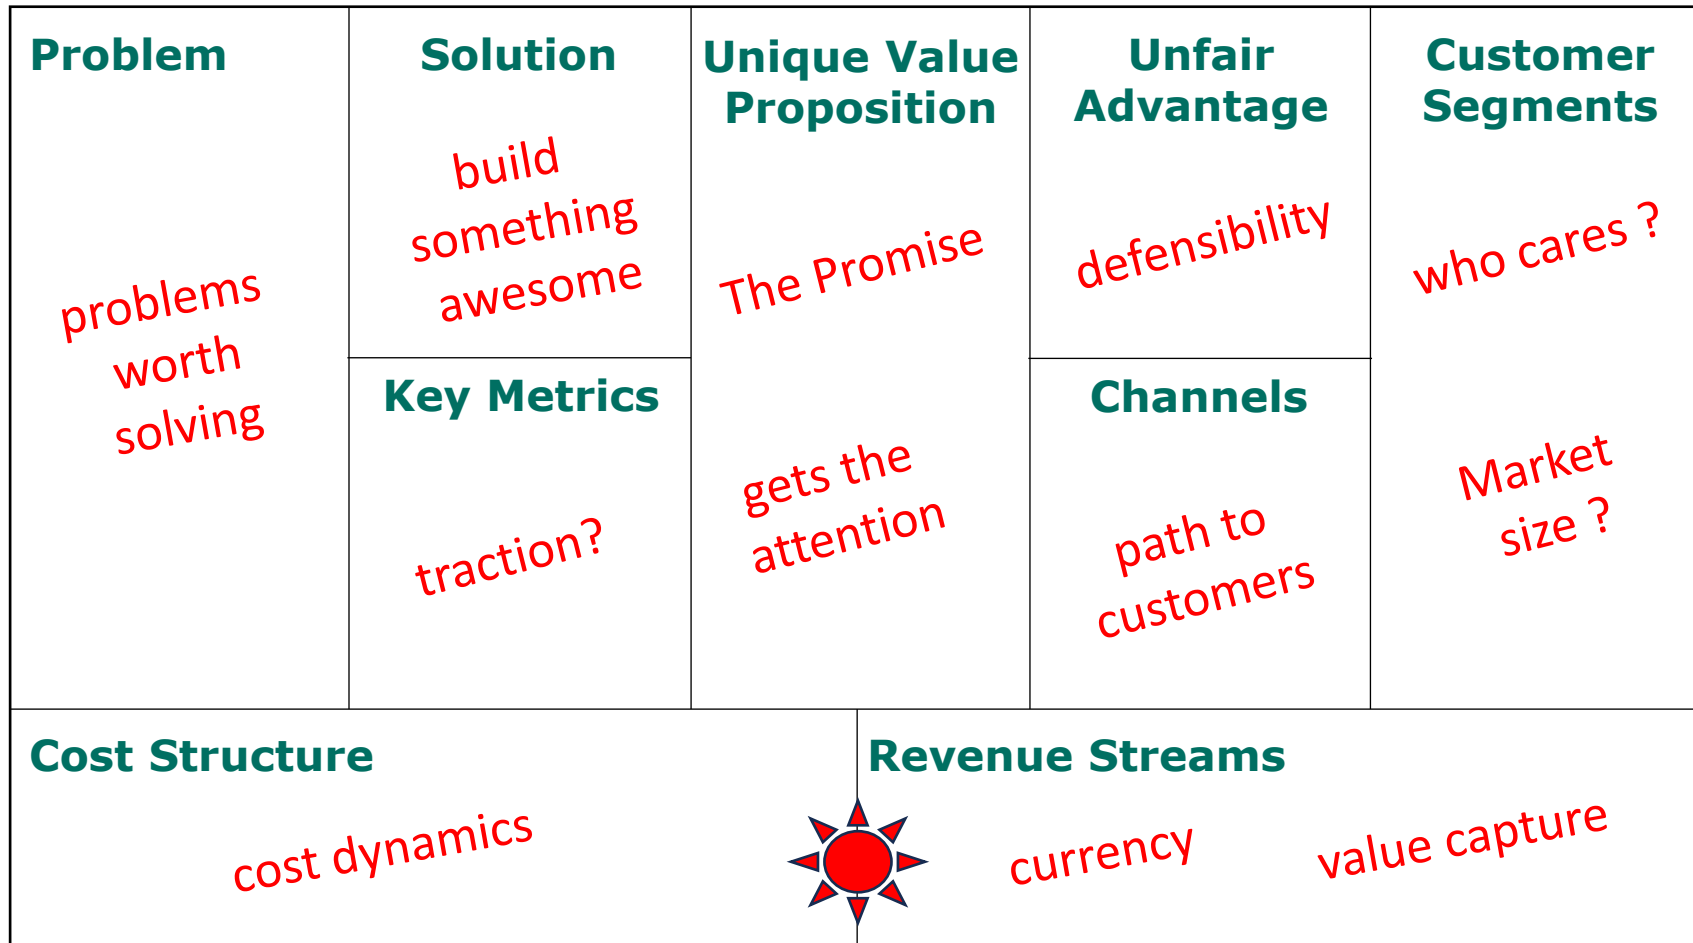 Problem
problems
worth
solving
Solution
build
something
awesome
Key Metrics
traction?
Unique Value
Proposition
The Promise
gets the
attention
Unfair
Advantage
defensibility
Channels
path to
customers
Customer
Segments
who cares ?
Market
size ?
Cost Structure
cost dynamics
Revenue Streams
currency
value capture